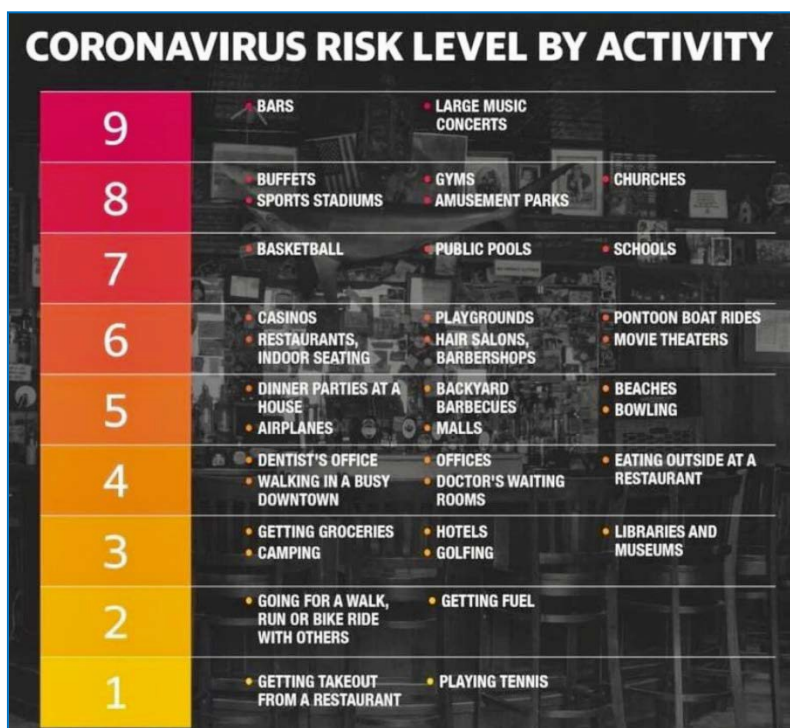 CORONAVIRUS RISK LEVEL BY ACTIVITY
9
BARS
LARGE MUSIC
CONCERTS
8
BUFFETS
GYMS
CHURCHES
SPORTS STADIUMS
AMUSEMENT PARKS
7
BASKETBALL
PUBLIC POOLS
SCHOOLS
6
CASINOS
PLAYGROUNDS
PONTOON BOAT RIDES
RESTAURANTS,
INDOOR SEATING
HAIR SALONS,
BARBERSHOPS
MOVIE THEATERS
5
DINNER PARTIES AT A
HOUSE
BACKYARD
BARBECUES
BEACHES
BOWLING
AIRPLANES
MALLS
4
DENTIST'S OFFICE
OFFICES
EATING OUTSIDE AT A
RESTAURANT
WALKING IN A BUSY
DOWNTOWN
DOCTOR'S WAITING
ROOMS
3
GETTING GROCERIES
HOTELS
LIBRARIES AND
MUSEUMS
CAMPING
GOLFING
2
GOING FOR A WALK,
RUN OR BIKE RIDE
WITH OTHERS
GETTING FUEL
1
GETTING TAKEOUT
FROM A RESTAURANT
PLAYING TENNIS